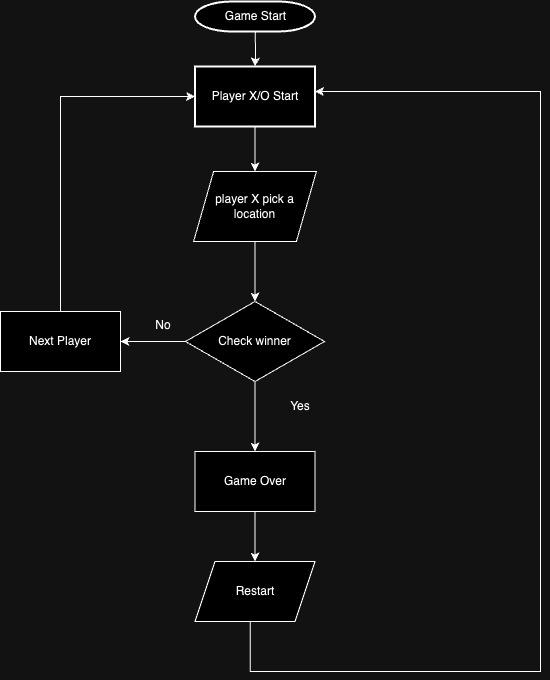 Game Start
Player X/O Start
player X pick a
location
Check winner
No
Next Player
Yes
Game Over
Restart